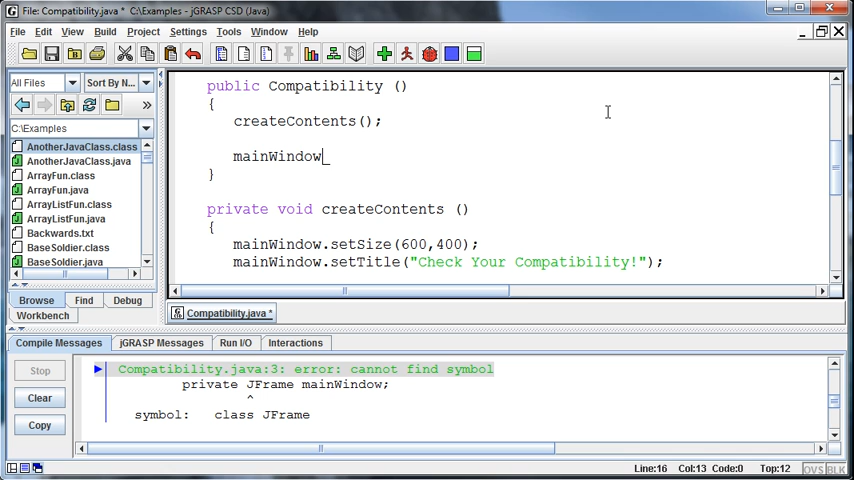 File: Compatibility.java * C:\Examples - jGRASP CSD (Java)
File Edit View Build Project Settings Tools Window Help
All Files Sort By N...
C:\Examples
AnotherJavaClass.class
AnotherJavaClass.java
ArrayFun.class
ArrayFun.java
ArrayListFun.class
ArrayListFun.java
Backwards.txt
BaseSoldier.class
BaseSoldier.java
Browse Find Debug
Workbench
public Compatibility ()
{
createContents();
mainWindow
}
private void createContents ()
{
mainWindow.setSize(600,400);
mainWindow.setTitle("Check Your Compatibility!");
Compatibility.java *
Compile Messages jGRASP Messages Run I/O Interactions
Stop
Clear
Copy
Compatibility.java:3: error: cannot find symbol
private JFrame mainWindow;
^
symbol: class JFrame
Line:16 Col:13 Code:0 Top:12 OVS BLK